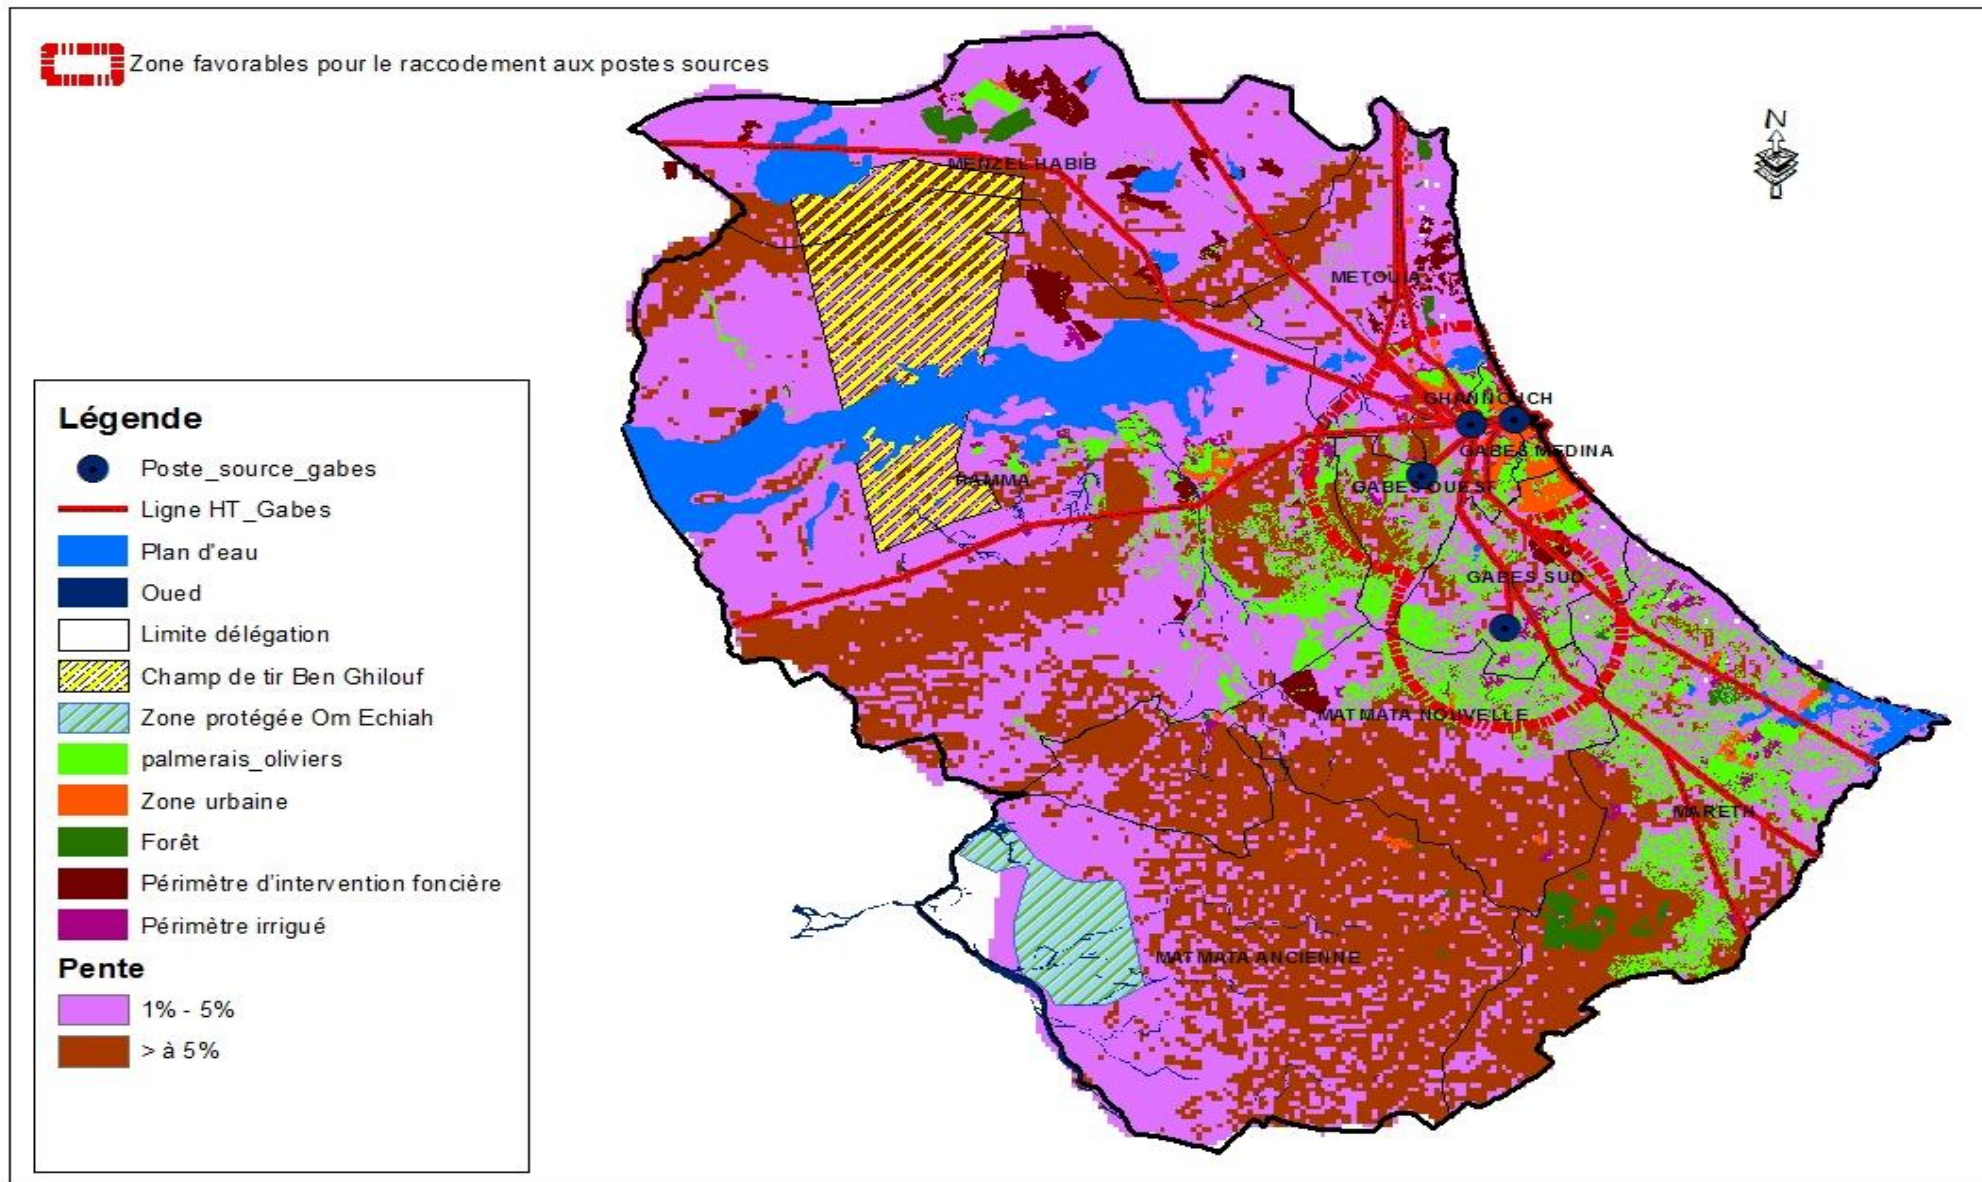 Zone favorables pour le raccodement aux postes sources
N
MENZEL HABIB
METOUIA
GHANNOUCH
GABES MEDINA
GABES OUEST
HAMMA
GABES SUD
MATMATA NOUVELLE
MARETH
MATMATA ANCIENNE
Légende
Poste_source_gabes
Ligne HT_Gabes
Plan d'eau
Oued
Limite délégation
Champ de tir Ben Ghilouf
Zone protégée Om Echiah
palmerais_oliviers
Zone urbaine
Forêt
Périmètre d'intervention foncière
Périmètre irrigué
Pente
1% - 5%
> à 5%